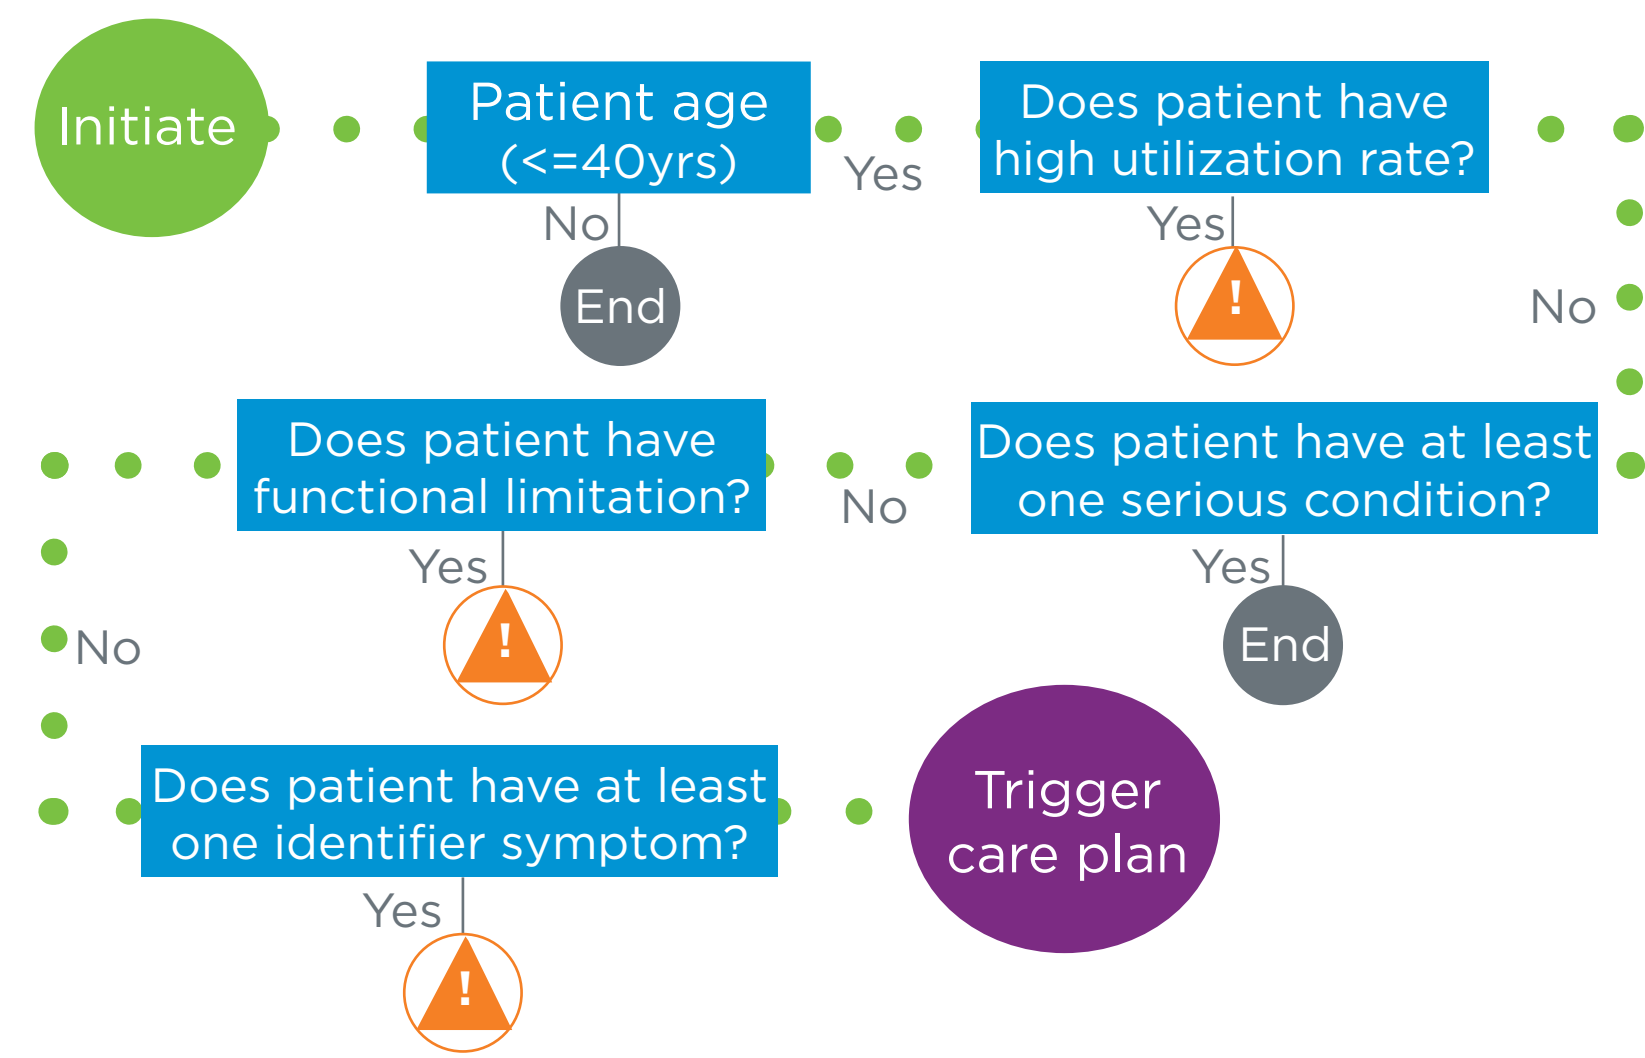 Initiate
Patient age
(<=40yrs)
Yes
No
End
Does patient have
high utilization rate?
Yes
!
No
Does patient have at least
one serious condition?
Yes
End
No
Does patient have
functional limitation?
Yes
!
No
Does patient have at least
one identifier symptom?
Yes
!
Trigger
care plan